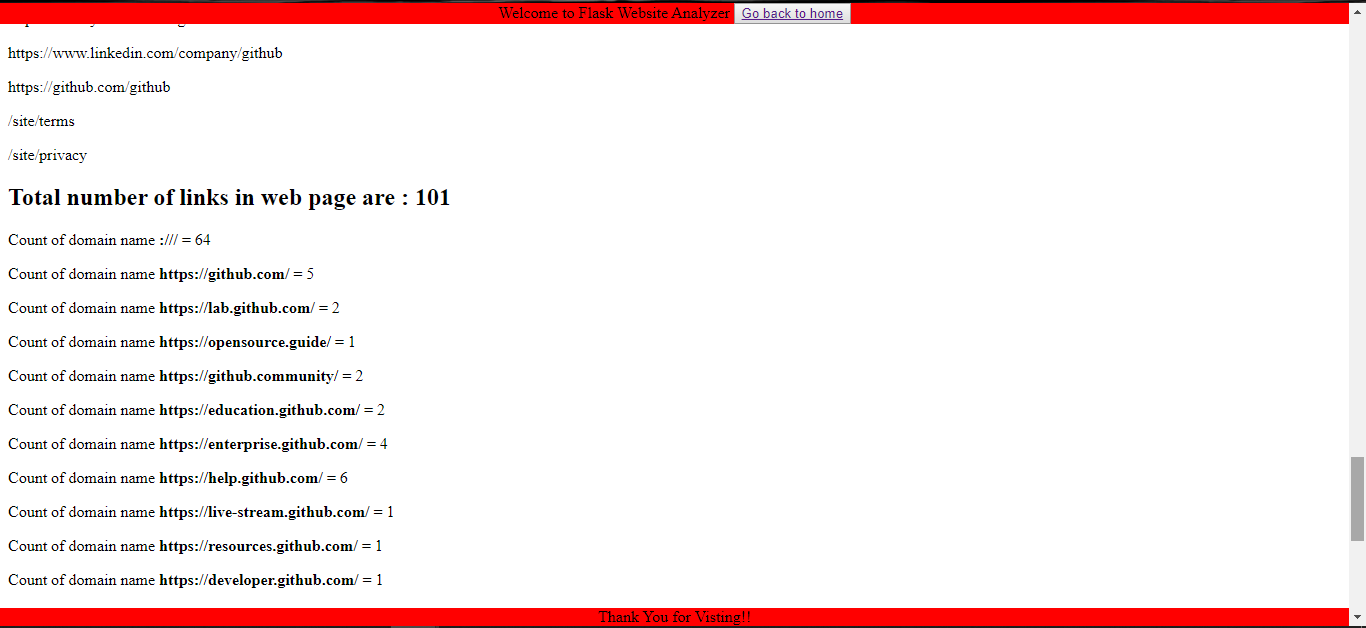 Welcome to Flask Website Analyzer Go back to home
https://www.linkedin.com/company/github
https://github.com/github
/site/terms
/site/privacy
Total number of links in web page are : 101
Count of domain name :/// = 64
Count of domain name https://github.com/ = 5
Count of domain name https://lab.github.com/ = 2
Count of domain name https://opensource.guide/ = 1
Count of domain name https://github.community/ = 2
Count of domain name https://education.github.com/ = 2
Count of domain name https://enterprise.github.com/ = 4
Count of domain name https://help.github.com/ = 6
Count of domain name https://live-stream.github.com/ = 1
Count of domain name https://resources.github.com/ = 1
Count of domain name https://developer.github.com/ = 1
Thank You for Visting!!